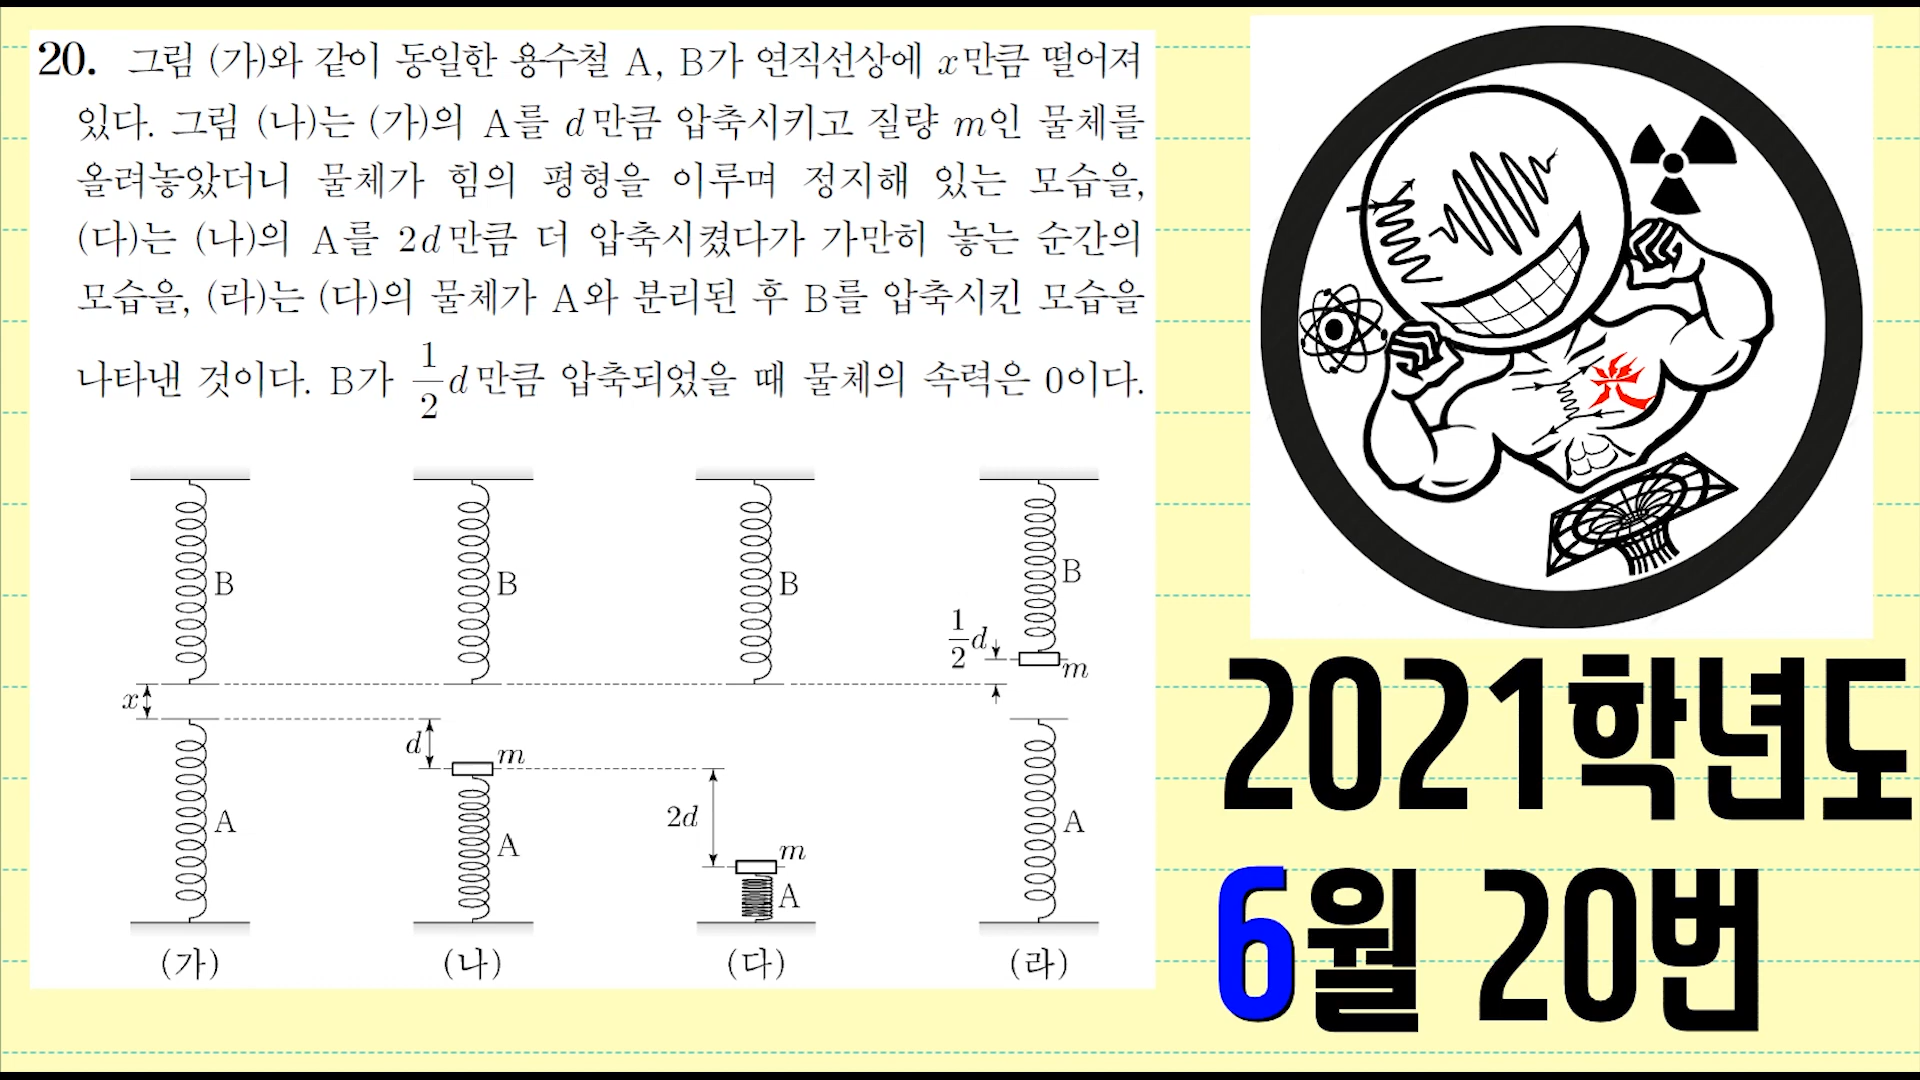 20. 그림 (가)와 같이 동일한 용수철 A, B가 연직선상에 x만큼 떨어져
있다. 그림 (나)는 (가)의 A를 d만큼 압축시키고 질량 m인 물체를
올려놓았더니 물체가 힘의 평형을 이루며 정지해 있는 모습을,
(다)는 (나)의 A를 2d만큼 더 압축시켰다가 가만히 놓는 순간의
모습을, (라)는 (다)의 물체가 A와 분리된 후 B를 압축시킨 모습을
나타낸 것이다. B가 1/2 d만큼 압축되었을 때 물체의 속력은 0이다.
B
B
B
B
1/2 d
m
x
d
m
A
A
2d
m
A
A
(가)
(나)
(다)
(라)
火
2021학년도
6월 20번